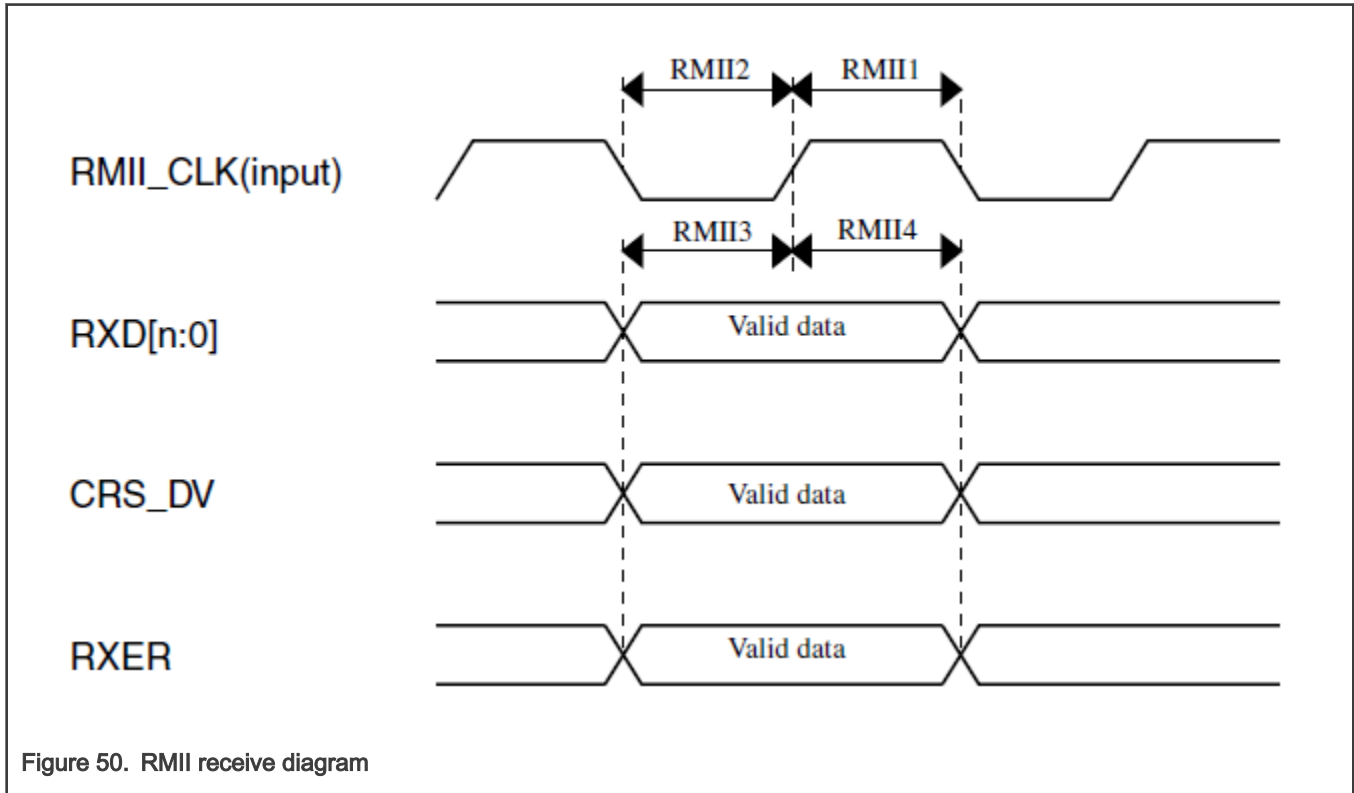 RMII2 RMII1
RMII_CLK(input)
RMII3 RMII4
RXD[n:0] Valid data
CRS_DV Valid data
RXER Valid data
Figure 50. RMII receive diagram